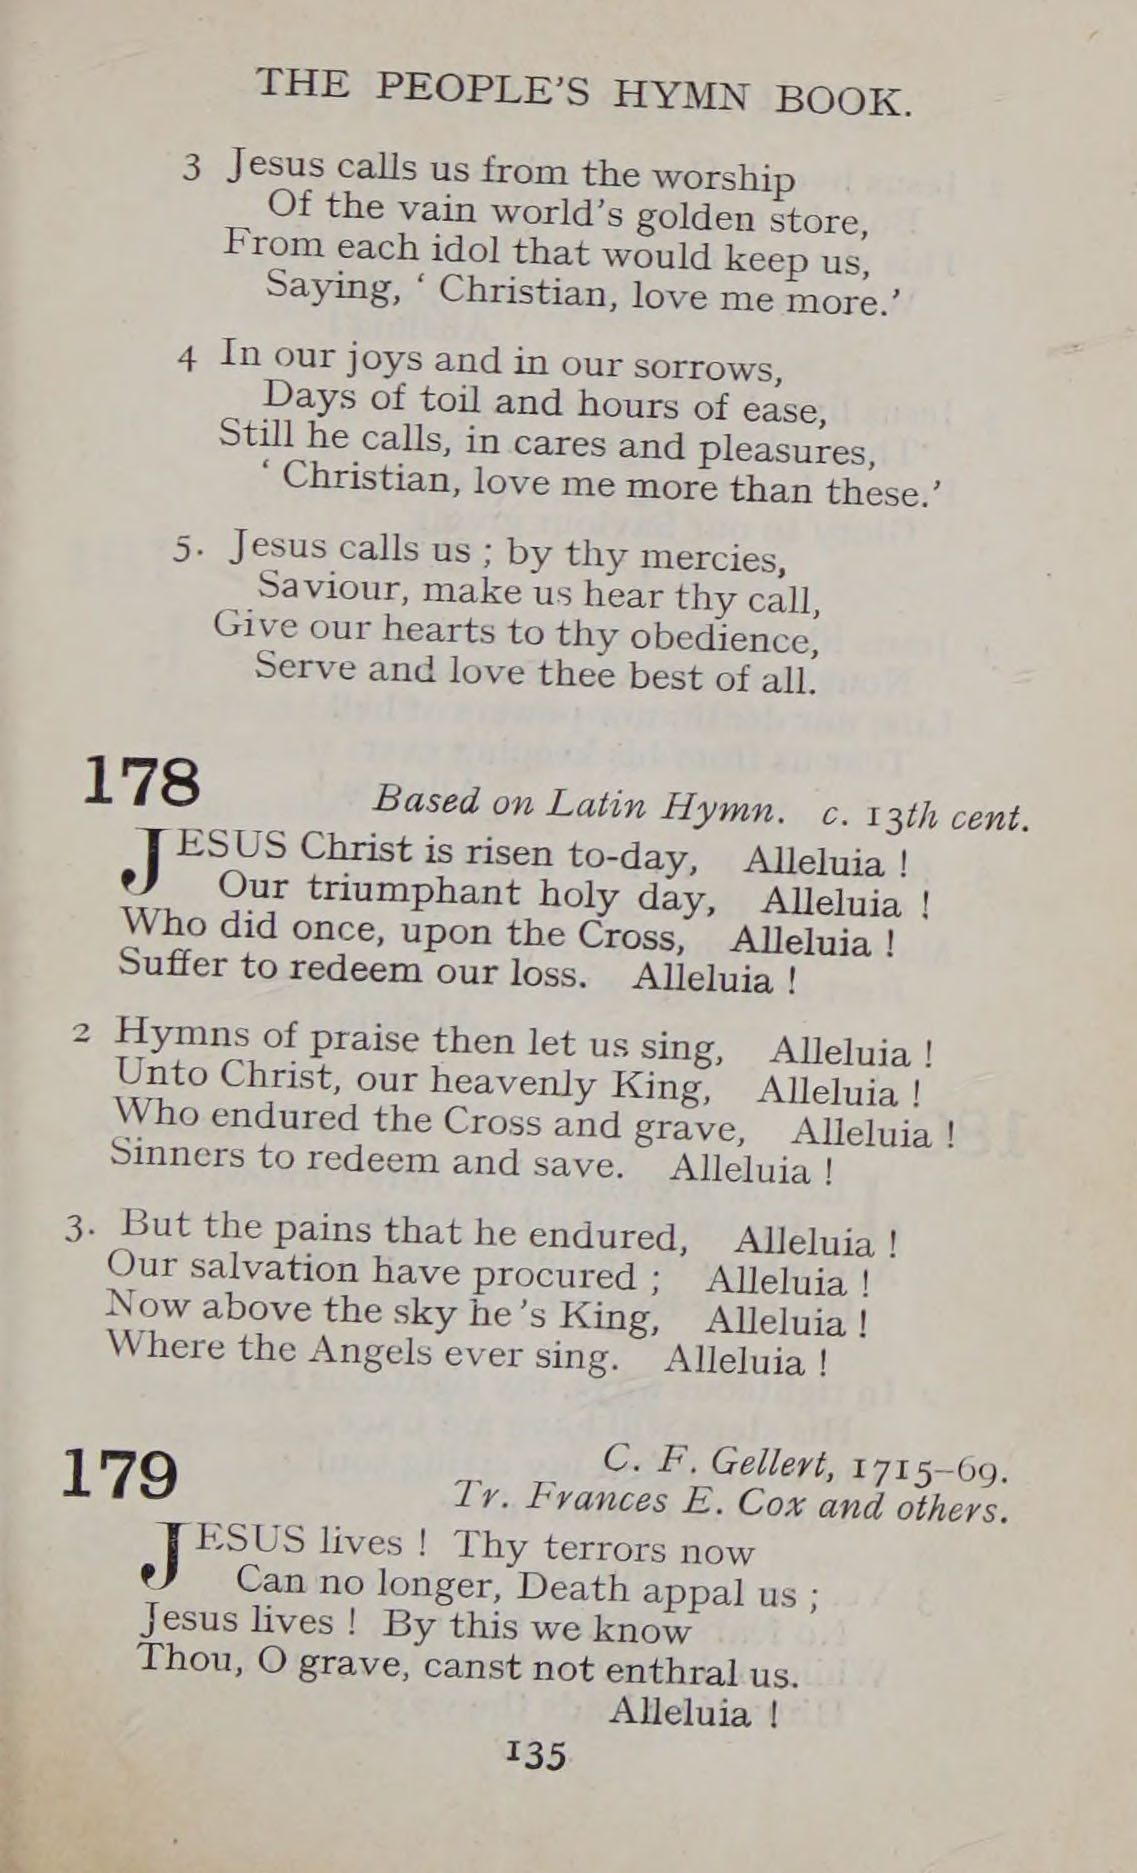 THE PEOPLE'S HYMN BOOK.
3 Jesus calls us from the worship
Of the vain world's golden store,
From each idol that would keep us,
Saying, ' Christian, love me more.'
4 In our joys and in our sorrows,
Days of toil and hours of ease,
Still he calls, in cares and pleasures,
' Christian, love me more than these.'
5. Jesus calls us ; by thy mercies,
Saviour, make us hear thy call,
Give our hearts to thy obedience,
Serve and love thee best of all.
178
Based on Latin Hymn. c. 13th cent.
JESUS Christ is risen to-day, Alleluia !
Our triumphant holy day, Alleluia !
Who did once, upon the Cross, Alleluia !
Suffer to redeem our loss. Alleluia !
2 Hymns of praise then let us sing, Alleluia !
Unto Christ, our heavenly King, Alleluia !
Who endured the Cross and grave, Alleluia !
Sinners to redeem and save. Alleluia !
3. But the pains that he endured, Alleluia !
Our salvation have procured ; Alleluia !
Now above the sky he's King, Alleluia !
Where the Angels ever sing. Alleluia !
179
C. F. Gellert, 1715–69.
Tr. Frances E. Cox and others.
JESUS lives ! Thy terrors now
Can no longer, Death appal us ;
Jesus lives ! By this we know
Thou, O grave, canst not enthral us.
Alleluia !
135